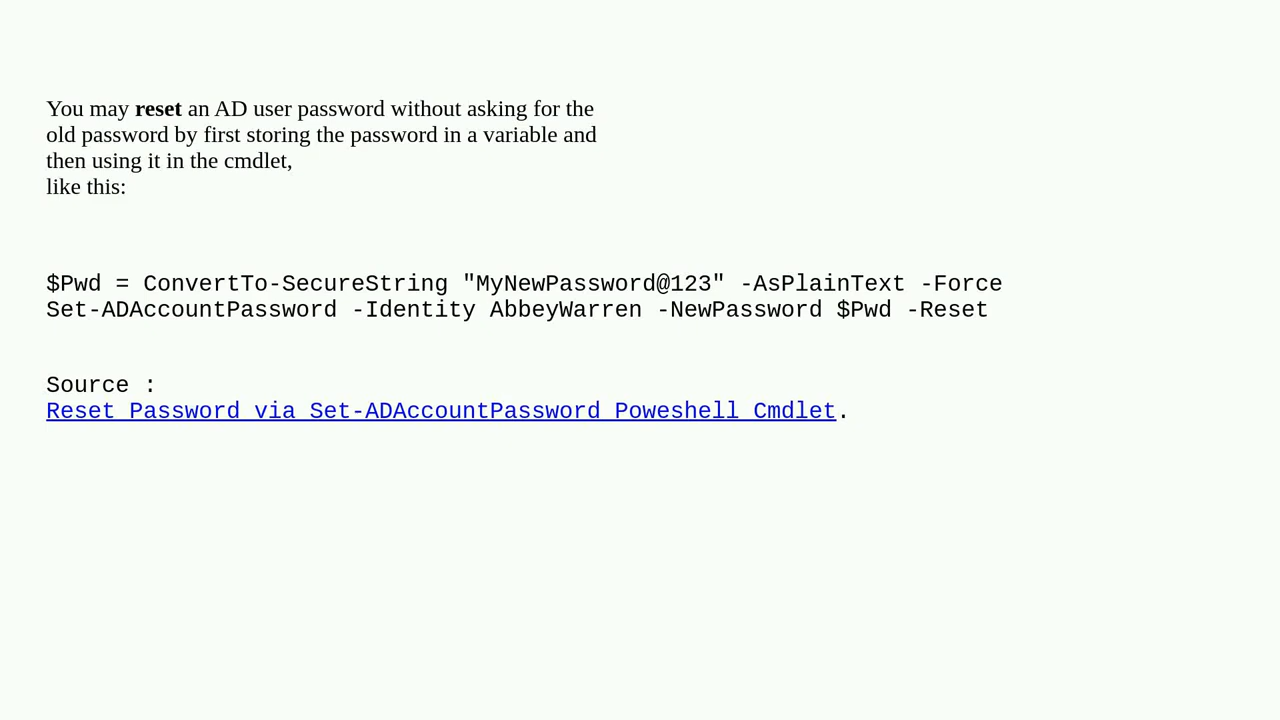 You may reset an AD user password without asking for the
old password by first storing the password in a variable and
then using it in the cmdlet,
like this:
$Pwd = ConvertTo-SecureString "MyNewPassword@123" -AsPlainText -Force
Set-ADAccountPassword -Identity AbbeyWarren -NewPassword $Pwd -Reset
Source :
Reset Password via Set-ADAccountPassword Poweshell Cmdlet.